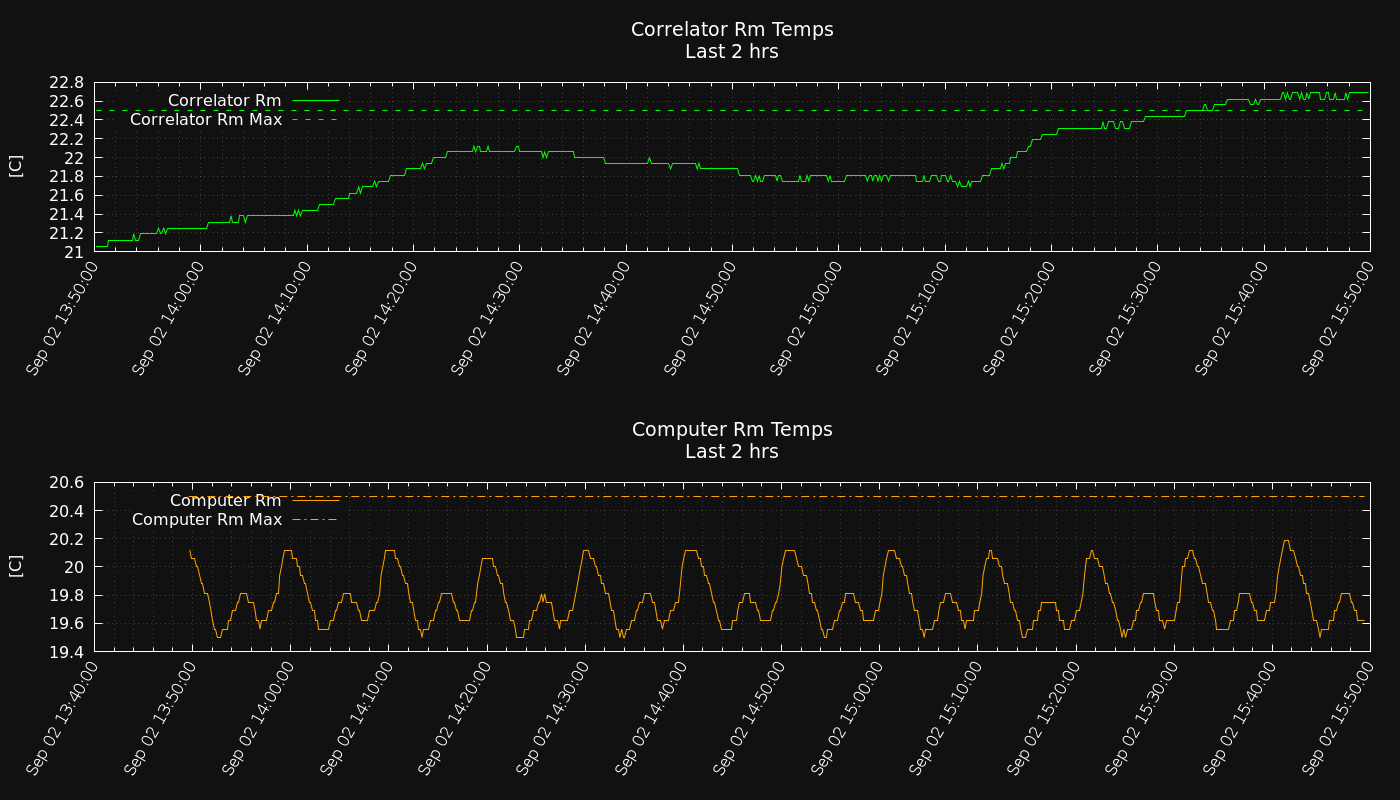 Correlator Rm Temps
Last 2 hrs
22.8
22.6
22.4
22.2
22
21.8
21.6
21.4
21.2
21
[C]
Correlator Rm
Correlator Rm Max
Sep 02 13:50:00
Sep 02 14:00:00
Sep 02 14:10:00
Sep 02 14:20:00
Sep 02 14:30:00
Sep 02 14:40:00
Sep 02 14:50:00
Sep 02 15:00:00
Sep 02 15:10:00
Sep 02 15:20:00
Sep 02 15:30:00
Sep 02 15:40:00
Sep 02 15:50:00
Computer Rm Temps
Last 2 hrs
20.6
20.4
20.2
20
19.8
19.6
19.4
[C]
Computer Rm
Computer Rm Max
Sep 02 13:40:00
Sep 02 13:50:00
Sep 02 14:00:00
Sep 02 14:10:00
Sep 02 14:20:00
Sep 02 14:30:00
Sep 02 14:40:00
Sep 02 14:50:00
Sep 02 15:00:00
Sep 02 15:10:00
Sep 02 15:20:00
Sep 02 15:30:00
Sep 02 15:40:00
Sep 02 15:50:00